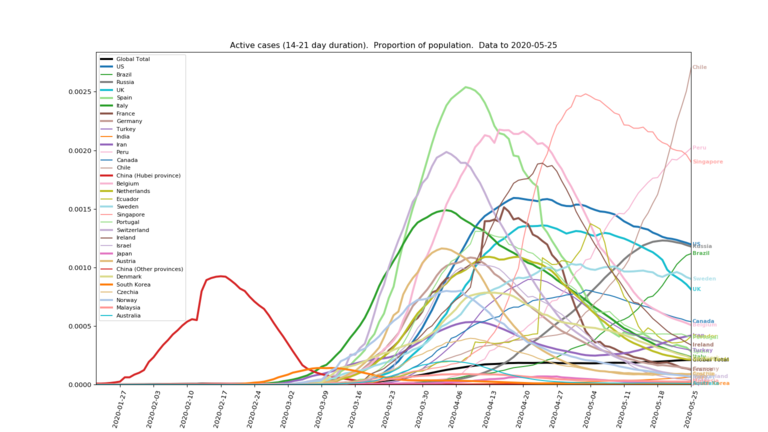 Active cases (14-21 day duration).  Proportion of population.  Data to 2020-05-25
Global Total
US
Brazil
Russia
UK
Spain
Italy
France
Germany
Turkey
India
Iran
Peru
Canada
Chile
China (Hubei province)
Belgium
Netherlands
Ecuador
Sweden
Singapore
Portugal
Switzerland
Ireland
Israel
Japan
Austria
China (Other provinces)
Denmark
South Korea
Czechia
Norway
Malaysia
Australia
0.0025
0.0020
0.0015
0.0010
0.0005
0.0000
Chile
Peru
Singapore
Russia
Brazil
Sweden
UK
Canada
Ireland
Turkey
2020-01-27
2020-02-03
2020-02-10
2020-02-17
2020-02-24
2020-03-02
2020-03-09
2020-03-16
2020-03-23
2020-03-30
2020-04-06
2020-04-13
2020-04-20
2020-04-27
2020-05-04
2020-05-11
2020-05-18
2020-05-25